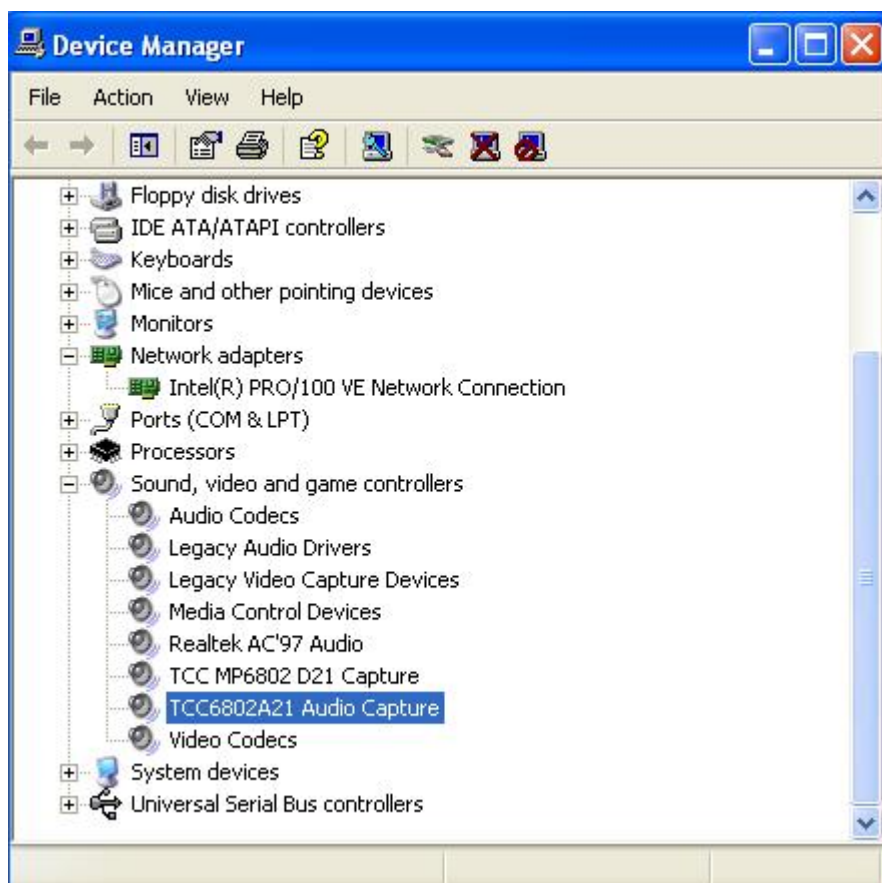 Device Manager
File Action View Help
Floppy disk drives
IDE ATA/ATAPI controllers
Keyboards
Mice and other pointing devices
Monitors
Network adapters
Intel(R) PRO/100 VE Network Connection
Ports (COM & LPT)
Processors
Sound, video and game controllers
Audio Codecs
Legacy Audio Drivers
Legacy Video Capture Devices
Media Control Devices
Realtek AC'97 Audio
TCC MP6802 D21 Capture
TCC6802A21 Audio Capture
Video Codecs
System devices
Universal Serial Bus controllers